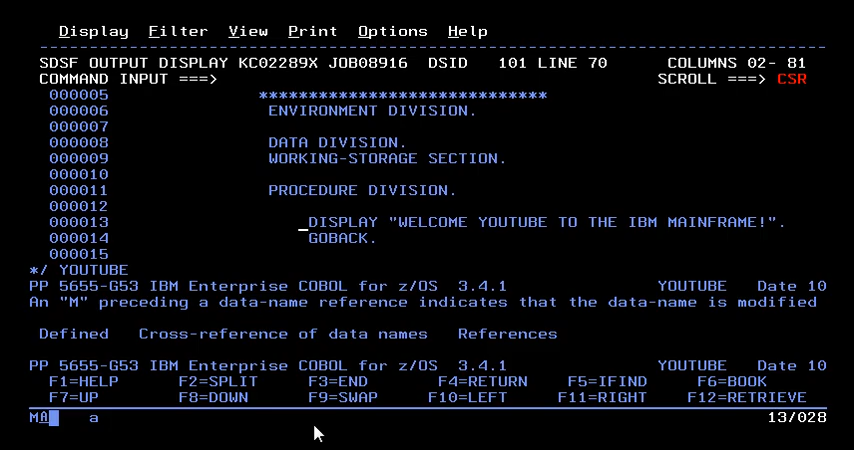 Display Filter View Print Options Help
SDSF OUTPUT DISPLAY KC02289X JOB08916 DSID 101 LINE 70 COLUMNS 02- 81
COMMAND INPUT ===> SCROLL ===> CSR
000005 *****************************
000006 ENVIRONMENT DIVISION.
000007
000008 DATA DIVISION.
000009 WORKING-STORAGE SECTION.
000010
000011 PROCEDURE DIVISION.
000012
000013 _DISPLAY "WELCOME YOUTUBE TO THE IBM MAINFRAME!".
000014 GOBACK.
000015
*/ YOUTUBE
PP 5655-G53 IBM Enterprise COBOL for z/OS 3.4.1 YOUTUBE Date 10
An "M" preceding a data-name reference indicates that the data-name is modified
Defined Cross-reference of data names References
PP 5655-G53 IBM Enterprise COBOL for z/OS 3.4.1 YOUTUBE Date 10
F1=HELP F2=SPLIT F3=END F4=RETURN F5=IFIND F6=BOOK
F7=UP F8=DOWN F9=SWAP F10=LEFT F11=RIGHT F12=RETRIEVE
MA a 13/028